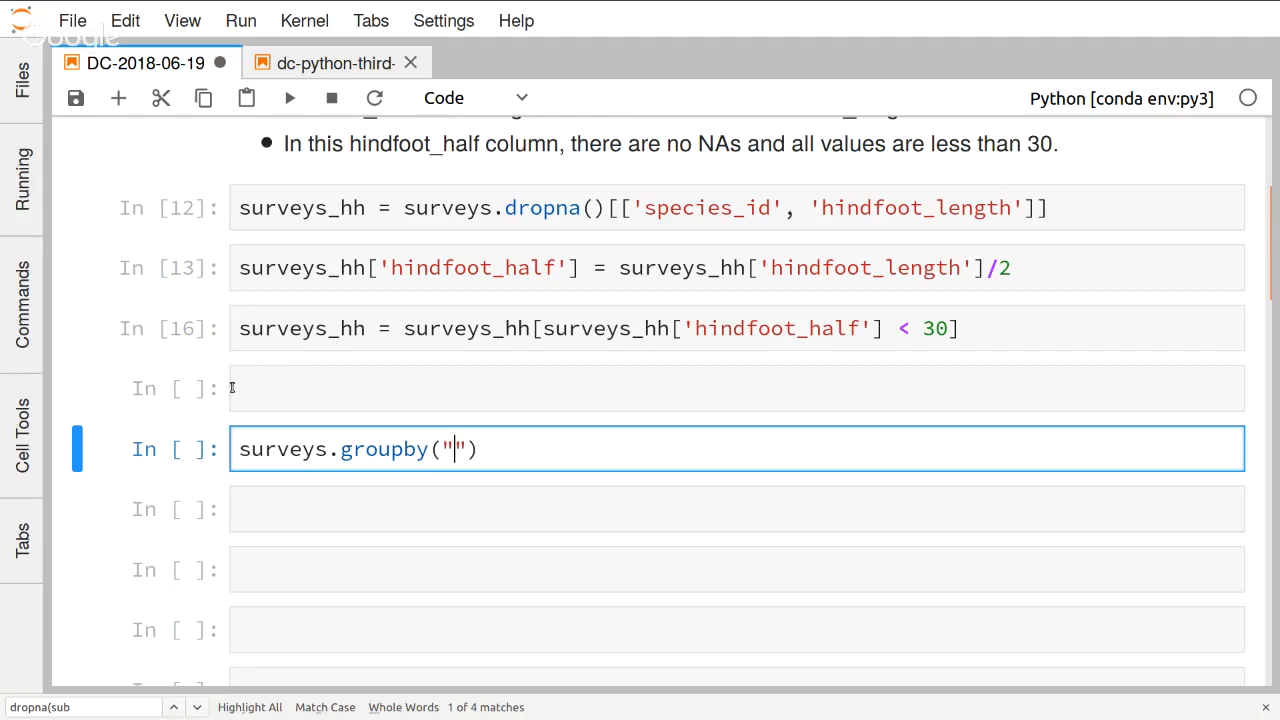 File Edit View Run Kernel Tabs Settings Help
Google
DC-2018-06-19 dc-python-third-
Code Python [conda env:py3]
Files
Running
Commands
Cell Tools
Tabs
In this hindfoot_half column, there are no NAs and all values are less than 30.
In [12]: surveys_hh = surveys.dropna()[['species_id', 'hindfoot_length']]
In [13]: surveys_hh['hindfoot_half'] = surveys_hh['hindfoot_length']/2
In [16]: surveys_hh = surveys_hh[surveys_hh['hindfoot_half'] < 30]
In [ ]:
In [ ]: surveys.groupby("")
In [ ]:
In [ ]:
In [ ]:
dropna(sub Highlight All Match Case Whole Words 1 of 4 matches